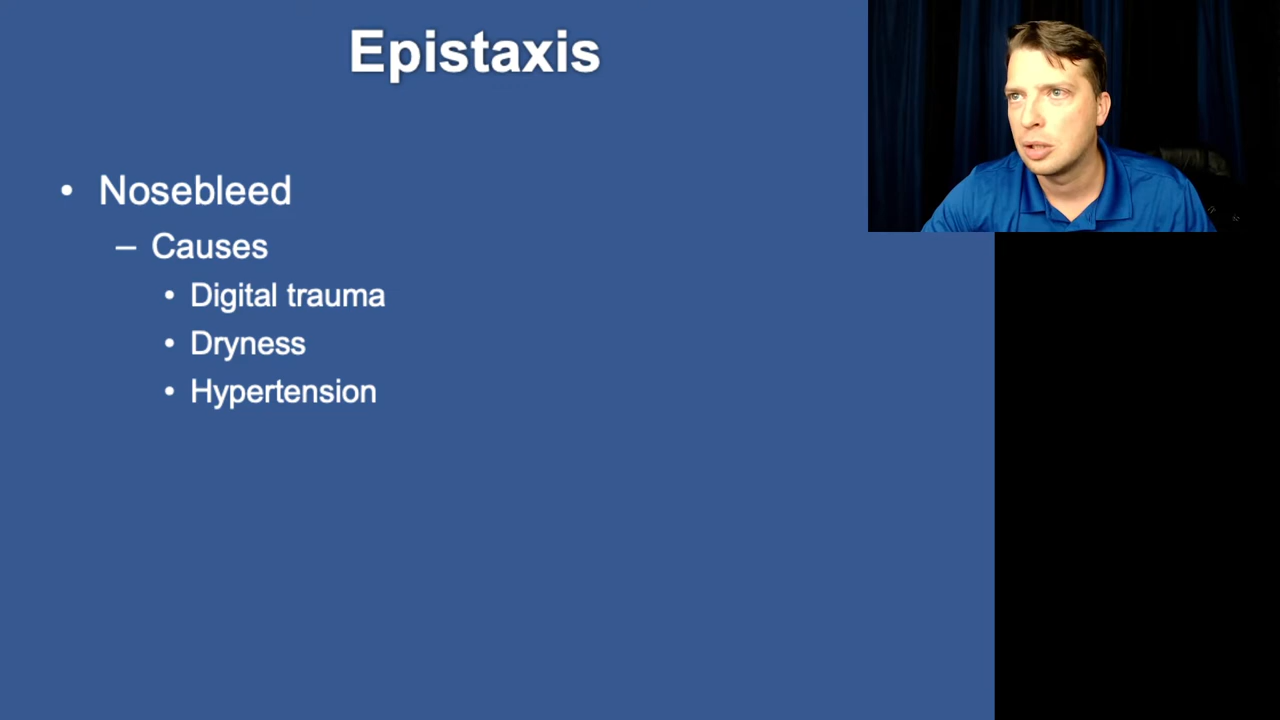 Epistaxis
• Nosebleed
– Causes
• Digital trauma
• Dryness
• Hypertension